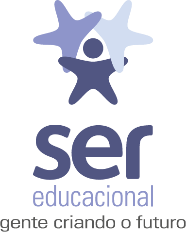 ser
educacional
gente criando o futuro